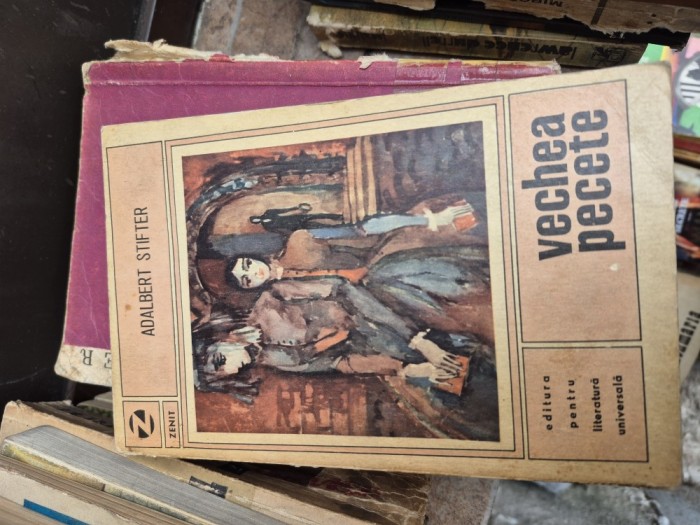 ADALBERT STIFTER
Z
ZENIT
vechea
pecete
editura
pentru
literatură
universală